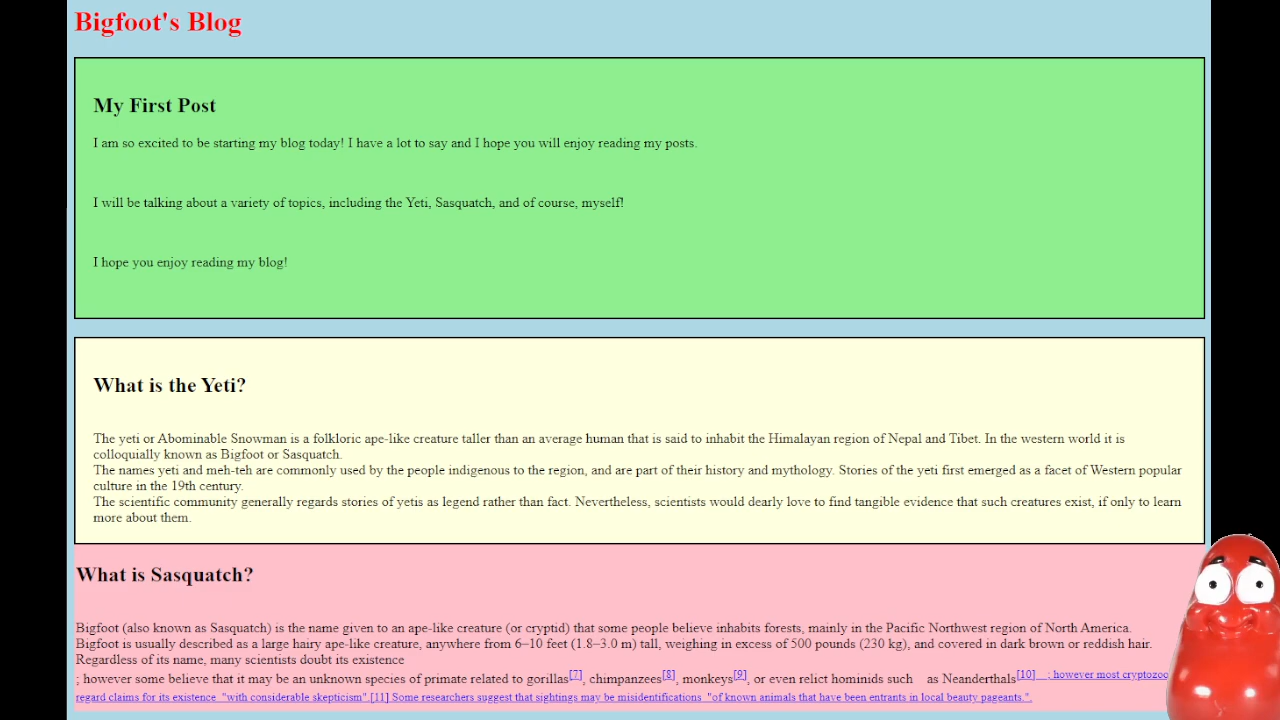 Bigfoot's Blog
My First Post
I am so excited to be starting my blog today! I have a lot to say and I hope you will enjoy reading my posts.
I will be talking about a variety of topics, including the Yeti, Sasquatch, and of course, myself!
I hope you enjoy reading my blog!
What is the Yeti?
The yeti or Abominable Snowman is a folkloric ape-like creature taller than an average human that is said to inhabit the Himalayan region of Nepal and Tibet. In the western world it is
colloquially known as Bigfoot or Sasquatch.
The names yeti and meh-teh are commonly used by the people indigenous to the region, and are part of their history and mythology. Stories of the yeti first emerged as a facet of Western popular
culture in the 19th century.
The scientific community generally regards stories of yetis as legend rather than fact. Nevertheless, scientists would dearly love to find tangible evidence that such creatures exist, if only to learn
more about them.
What is Sasquatch?
Bigfoot (also known as Sasquatch) is the name given to an ape-like creature (or cryptid) that some people believe inhabits forests, mainly in the Pacific Northwest region of North America.
Bigfoot is usually described as a large hairy ape-like creature, anywhere from 6–10 feet (1.8–3.0 m) tall, weighing in excess of 500 pounds (230 kg), and covered in dark brown or reddish hair.
Regardless of its name, many scientists doubt its existence
; however some believe that it may be an unknown species of primate related to gorillas[7], chimpanzees[8], monkeys[9], or even relict hominids such as Neanderthals[10] ; however most
regard claims for its existence "with considerable skepticism".[11] Some researchers suggest that sightings may be misidentifications "of known animals that have been entrants in local beauty pageants.".